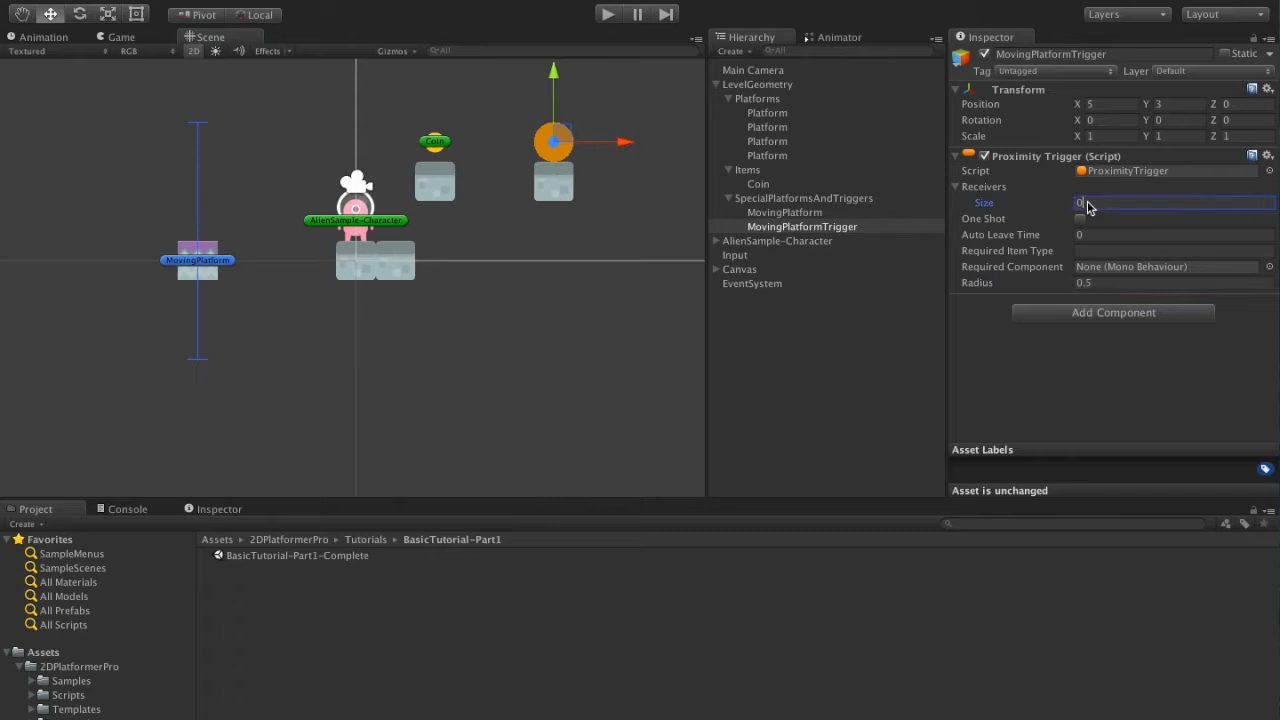 Pivot Local Layers Layout
Animation Game Scene
Textured RGB 2D Effects Gizmos All
Coin
AlienSample-Character
MovingPlatform
Hierarchy Animator
Create All
Main Camera
LevelGeometry
Platforms
Platform
Platform
Platform
Platform
Items
Coin
SpecialPlatformsAndTriggers
MovingPlatform
MovingPlatformTrigger
AlienSample-Character
Input
Canvas
EventSystem
Inspector
MovingPlatformTrigger Static
Tag Untagged Layer Default
Transform
Position X 5 Y 3 Z 0
Rotation X 0 Y 0 Z 0
Scale X 1 Y 1 Z 1
Proximity Trigger (Script)
Script ProximityTrigger
Receivers
Size 0
One Shot
Auto Leave Time 0
Required Item Type
Required Component None (Mono Behaviour)
Radius 0.5
Add Component
Asset Labels
Asset is unchanged
Project Console Inspector
Create
Favorites
SampleMenus
SampleScenes
All Materials
All Models
All Prefabs
All Scripts
Assets
2DPlatformerPro
Samples
Scripts
Templates
Assets 2DPlatformerPro Tutorials BasicTutorial-Part1
BasicTutorial-Part1-Complete